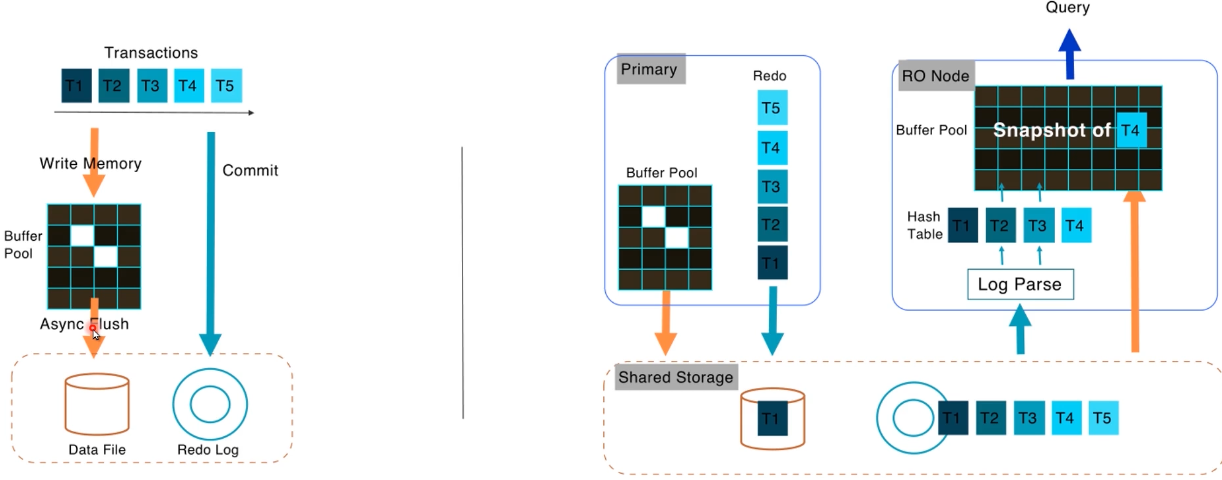 Transactions
T1 T2 T3 T4 T5
Write Memory
Commit
Buffer
Pool
Async Flush
Data File
Redo Log
Primary
Redo
T5
T4
T3
T2
T1
Buffer Pool
Query
RO Node
Buffer Pool
Snapshot of T4
Hash
Table
T1 T2 T3 T4
Log Parse
Shared Storage
T1
T1 T2 T3 T4 T5